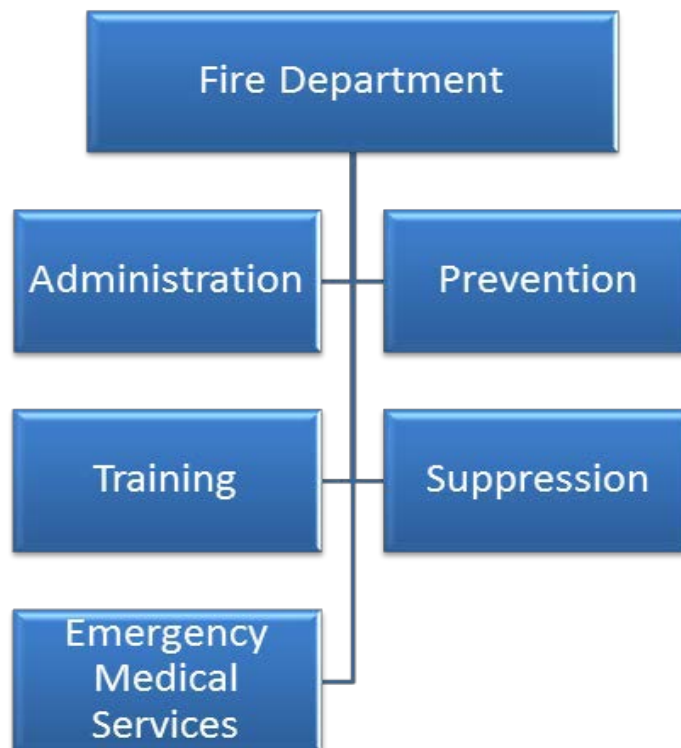 Fire Department
Administration
Prevention
Training
Suppression
Emergency
Medical
Services